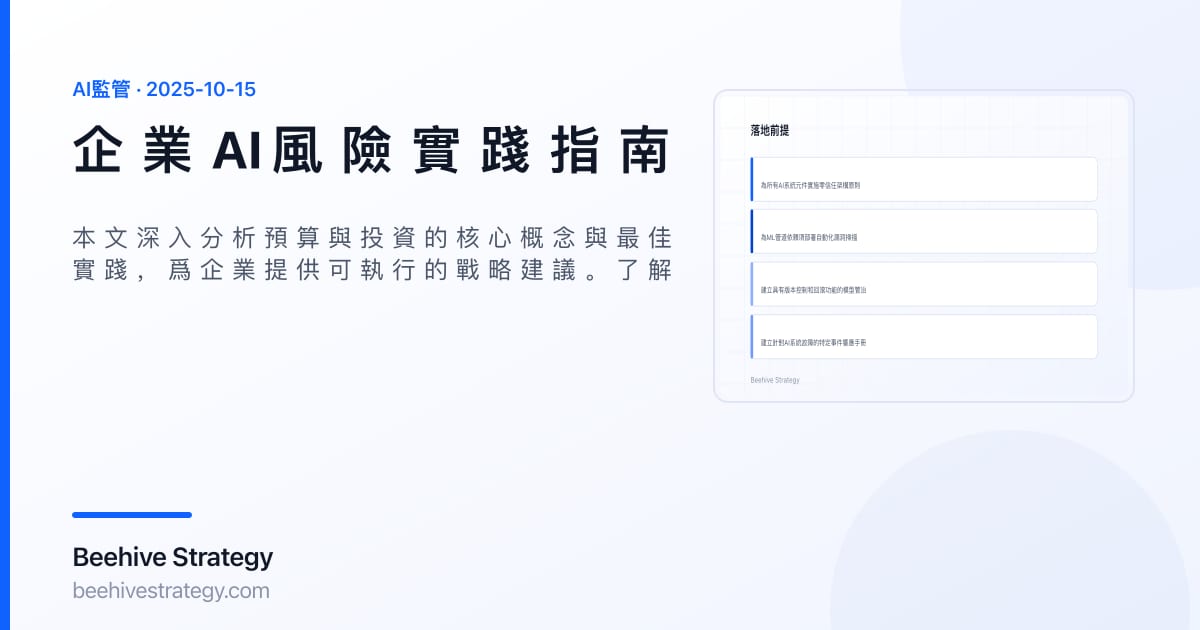 AI監管 · 2025-10-15
企業AI風險實踐指南
本文深入分析預算與投資的核心概念與最佳
實踐，爲企業提供可執行的戰略建議。了解
Beehive Strategy
beehivestrategy.com
落地前提
為所有AI系統元件實施零信任架構原則
為ML管道依賴項部署自動化漏洞掃描
建立具有版本控制和回滾功能的模型管治
建立針對AI系統故障的特定事件響應手冊
Beehive Strategy